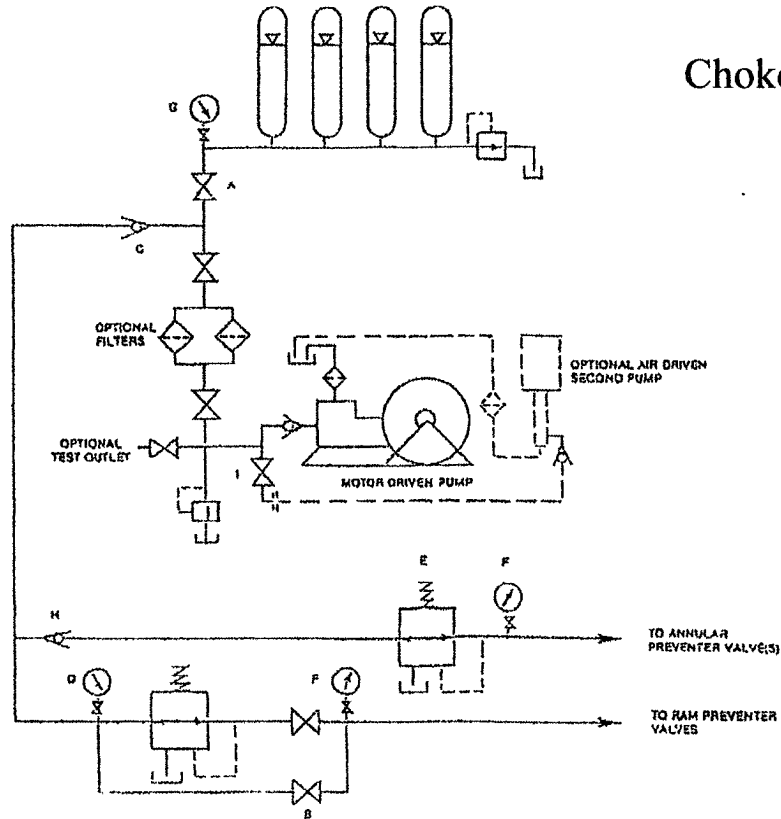 Choke
G
A
C
OPTIONAL
FILTERS
OPTIONAL AIR DRIVEN
SECOND PUMP
OPTIONAL
TEST OUTLET
I
MOTOR DRIVEN PUMP
E
F
H
TO ANNULAR
PREVENTER VALVE(S)
F
TO RAM PREVENTER
VALVES
B